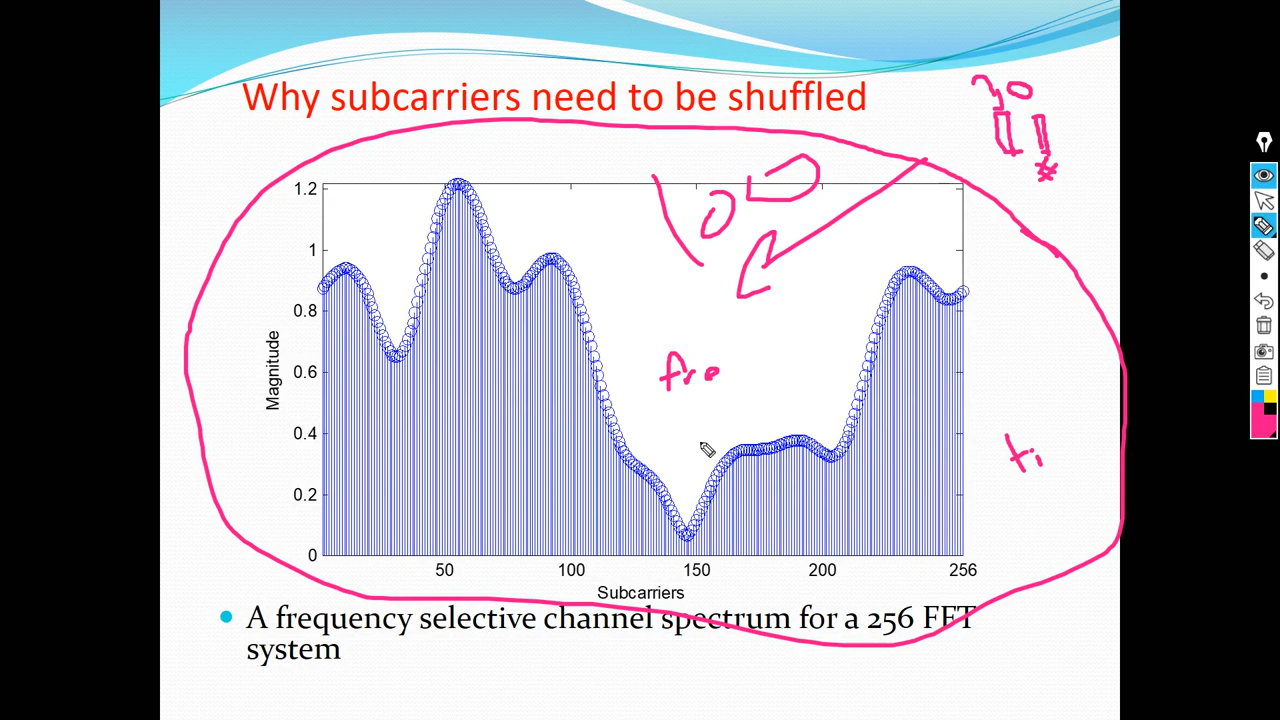 Why subcarriers need to be shuffled
1.2
1
0.8
0.6
0.4
0.2
0
Magnitude
fre
ti
50 100 150 200 256
Subcarriers
A frequency selective channel spectrum for a 256 FFT
system